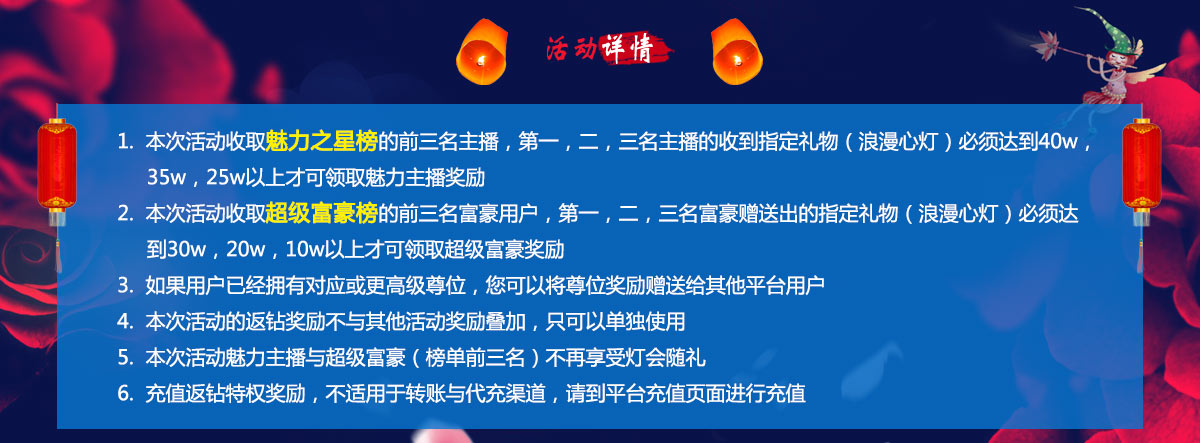 活动详情
1. 本次活动收取魅力之星榜的前三名主播，第一，二，三名主播的收到指定礼物（浪漫心灯）必须达到40w，
35w，25w以上才可领取魅力主播奖励
2. 本次活动收取超级富豪榜的前三名富豪用户，第一，二，三名富豪赠送出的指定礼物（浪漫心灯）必须达
到30w，20w，10w以上才可领取超级富豪奖励
3. 如果用户已经拥有对应或更高级尊位，您可以将尊位奖励赠送给其他平台用户
4. 本次活动的返钻奖励不与其他活动奖励叠加，只可以单独使用
5. 本次活动魅力主播与超级富豪（榜单前三名）不再享受灯会随礼
6. 充值返钻特权奖励，不适用于转账与代充渠道，请到平台充值页面进行充值